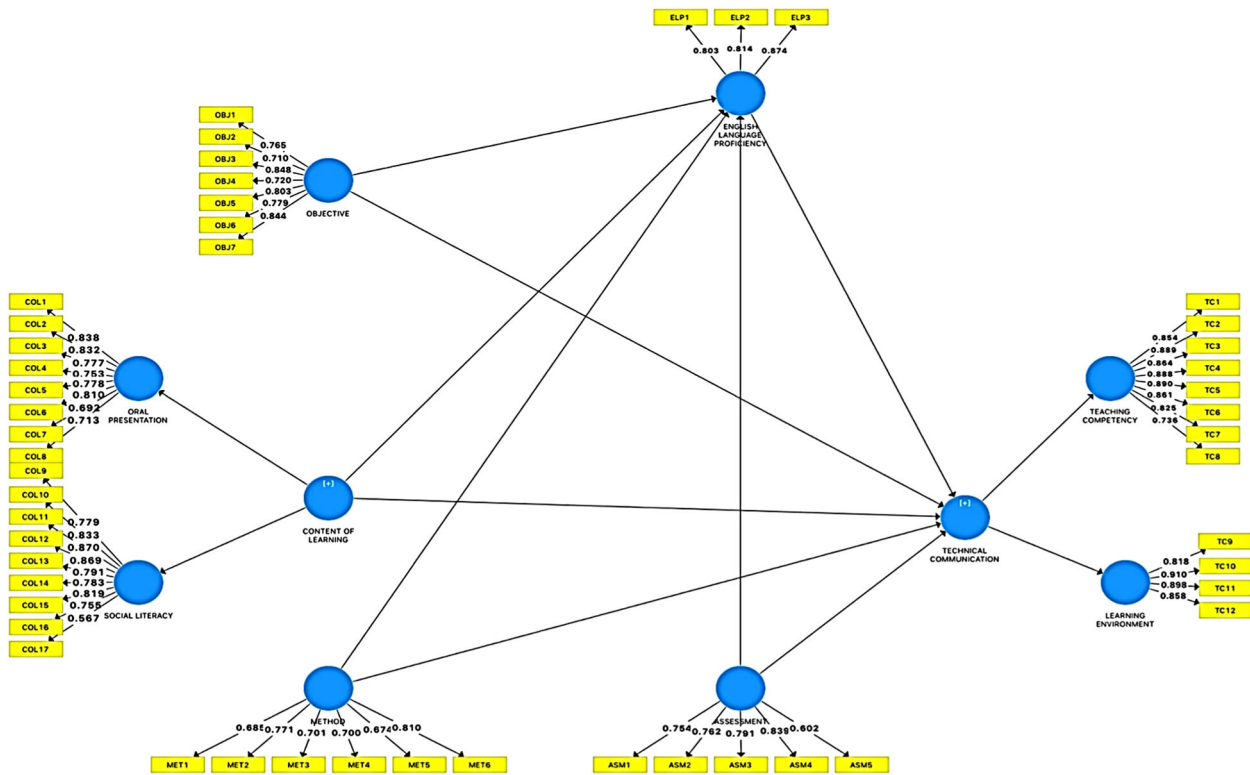 ELP1 ELP2 ELP3
0.803 0.814 0.874
ENGLISH
LANGUAGE
PROFICIENCY
OBJ1
OBJ2
OBJ3
OBJ4
OBJ5
OBJ6
OBJ7
0.765
0.710
0.848
0.720
0.803
0.779
0.844
OBJECTIVE
COL1
COL2
COL3
COL4
COL5
COL6
COL7
COL8
0.838
0.832
0.777
0.753
0.778
0.810
0.692
0.713
ORAL
PRESENTATION
COL9
COL10
COL11
COL12
COL13
COL14
COL15
COL16
COL17
0.779
0.833
0.870
0.869
0.791
0.783
0.819
0.755
0.567
SOCIAL LITERACY
[+]
CONTENT OF
LEARNING
[+]
TECHNICAL
COMMUNICATION
TC1
TC2
TC3
TC4
TC5
TC6
TC7
TC8
0.854
0.889
0.864
0.888
0.890
0.861
0.825
0.736
TEACHING
COMPETENCY
TC9
TC10
TC11
TC12
0.818
0.910
0.898
0.858
LEARNING
ENVIRONMENT
METHOD
0.685 0.771 0.701 0.700 0.674 0.810
MET1 MET2 MET3 MET4 MET5 MET6
ASSESSMENT
0.754 0.762 0.791 0.839 0.602
ASM1 ASM2 ASM3 ASM4 ASM5